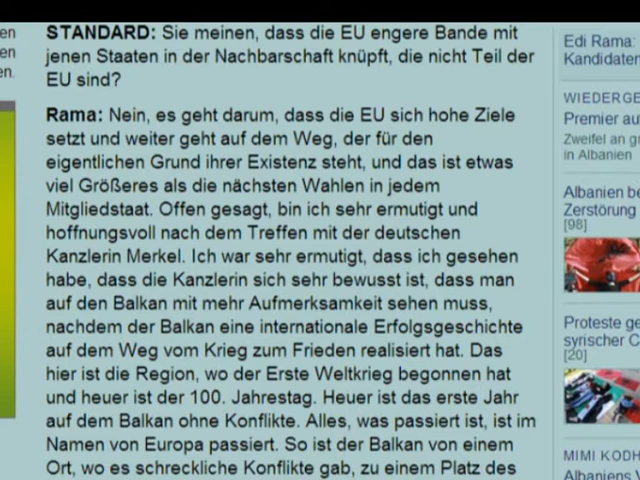 en
en
en.
STANDARD: Sie meinen, dass die EU engere Bande mit
jenen Staaten in der Nachbarschaft knüpft, die nicht Teil der
EU sind?
Rama: Nein, es geht darum, dass die EU sich hohe Ziele
setzt und weiter geht auf dem Weg, der für den
eigentlichen Grund ihrer Existenz steht, und das ist etwas
viel Größeres als die nächsten Wahlen in jedem
Mitgliedstaat. Offen gesagt, bin ich sehr ermutigt und
hoffnungsvoll nach dem Treffen mit der deutschen
Kanzlerin Merkel. Ich war sehr ermutigt, dass ich gesehen
habe, dass die Kanzlerin sich sehr bewusst ist, dass man
auf den Balkan mit mehr Aufmerksamkeit sehen muss,
nachdem der Balkan eine internationale Erfolgsgeschichte
auf dem Weg vom Krieg zum Frieden realisiert hat. Das
hier ist die Region, wo der Erste Weltkrieg begonnen hat
und heuer ist der 100. Jahrestag. Heuer ist das erste Jahr
auf dem Balkan ohne Konflikte. Alles, was passiert ist, ist im
Namen von Europa passiert. So ist der Balkan von einem
Ort, wo es schreckliche Konflikte gab, zu einem Platz des
Edi Rama:
Kandidaten
WIEDERGE
Premier au
Zweifel an gr
in Albanien
Albanien be
Zerstörung
[98]
Proteste ge
syrischer C
[20]
MIMI KODH
Albaniens V